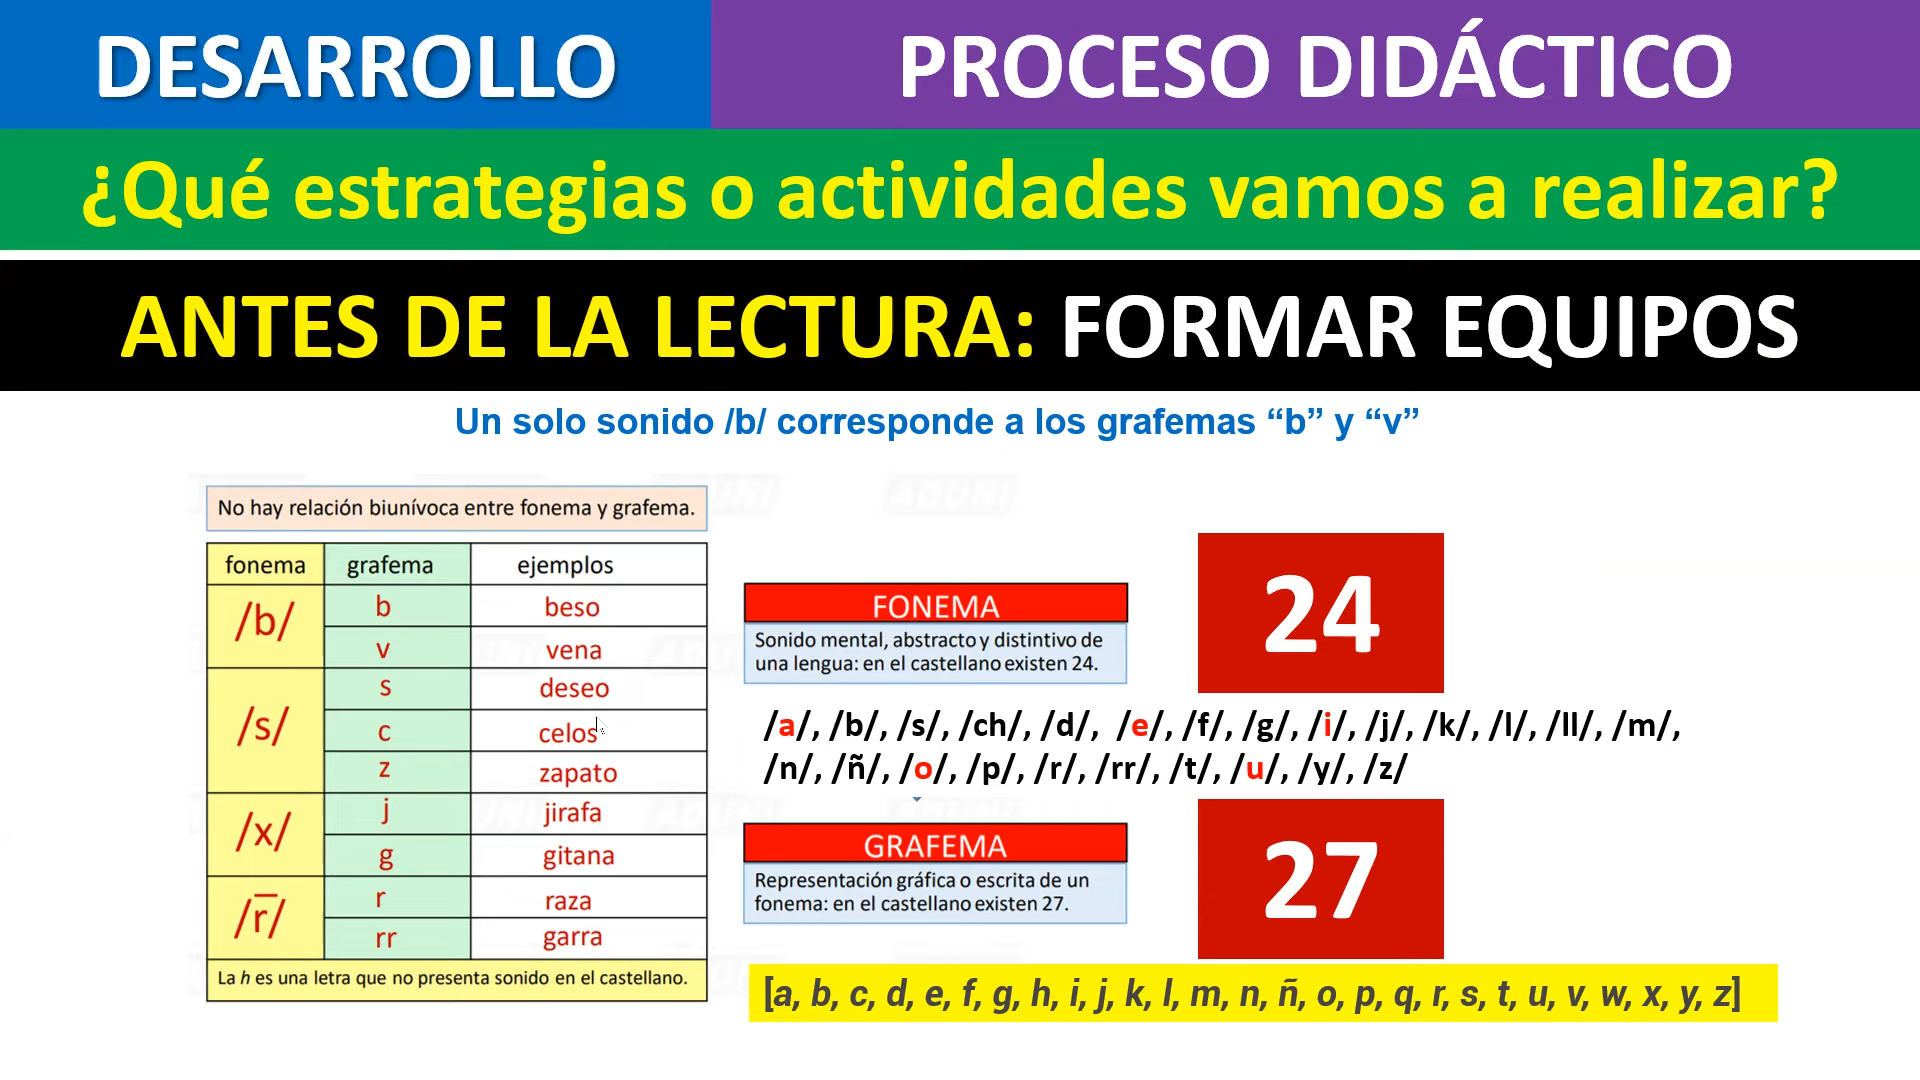 DESARROLLO
PROCESO DIDÁCTICO
¿Qué estrategias o actividades vamos a realizar?
ANTES DE LA LECTURA: FORMAR EQUIPOS
Un solo sonido /b/ corresponde a los grafemas “b” y “v”
No hay relación biunívoca entre fonema y grafema.
fonema grafema ejemplos
/b/ b beso
v vena
/s/ s deseo
c celos
z zapato
/x/ j jirafa
g gitana
/r̅/ r raza
rr garra
La h es una letra que no presenta sonido en el castellano.
FONEMA
Sonido mental, abstracto y distintivo de
una lengua: en el castellano existen 24.
24
/a/, /b/, /s/, /ch/, /d/, /e/, /f/, /g/, /i/, /j/, /k/, /l/, /ll/, /m/,
/n/, /ñ/, /o/, /p/, /r/, /rr/, /t/, /u/, /y/, /z/
GRAFEMA
Representación gráfica o escrita de un
fonema: en el castellano existen 27.
27
[a, b, c, d, e, f, g, h, i, j, k, l, m, n, ñ, o, p, q, r, s, t, u, v, w, x, y, z]
ADUNI